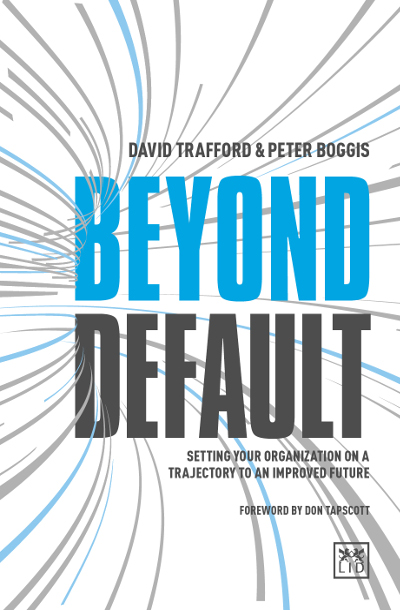 DAVID TRAFFORD & PETER BOGGIS
BEYOND
DEFAULT
SETTING YOUR ORGANIZATION ON A
TRAJECTORY TO AN IMPROVED FUTURE
FOREWORD BY DON TAPSCOTT
LID